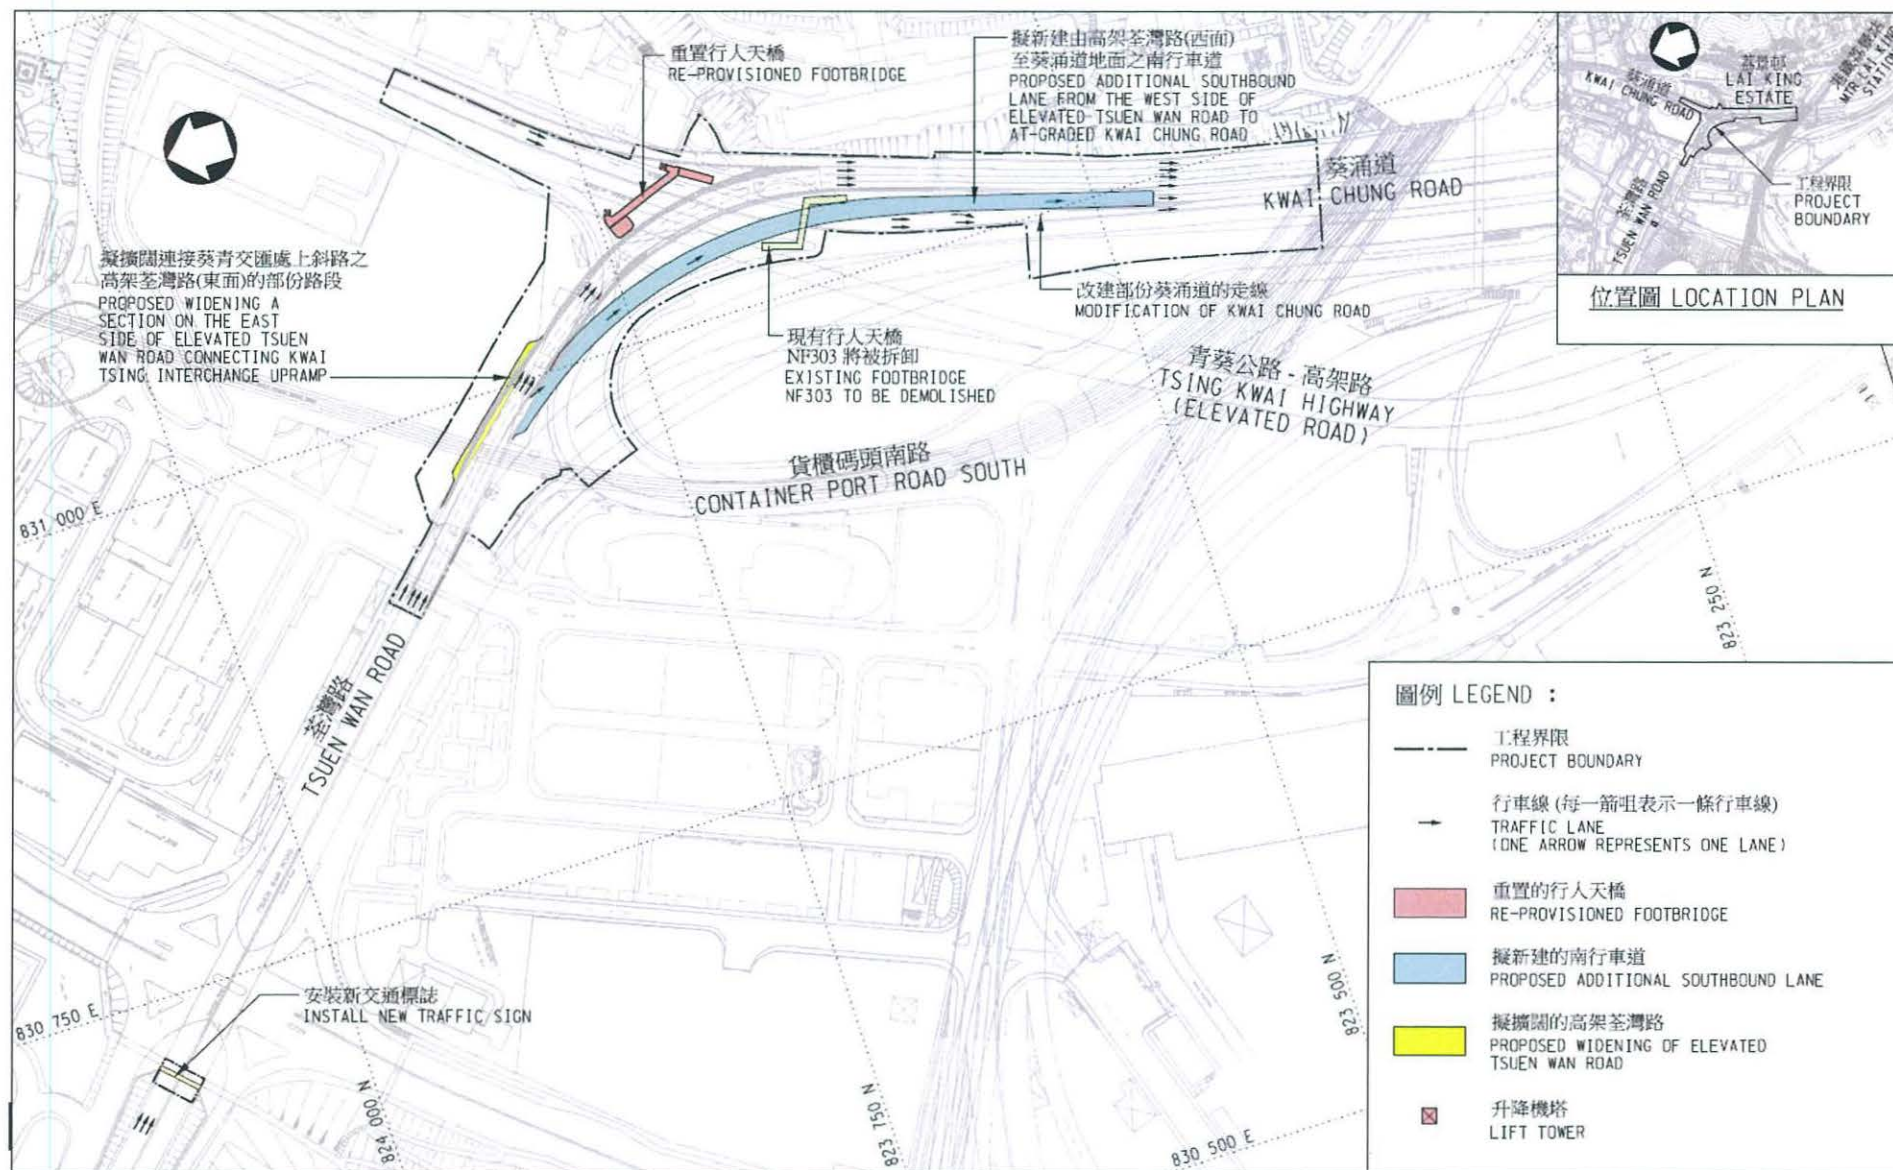 重置行人天橋
RE-PROVISIONED FOOTBRIDGE
擬新建由高架荃灣路(西面)
至葵涌道地面之南行車道
PROPOSED ADDITIONAL SOUTHBOUND
LANE FROM THE WEST SIDE OF
ELEVATED TSUEN WAN ROAD TO
AT-GRADED KWAI CHUNG ROAD
葵涌道
KWAI CHUNG ROAD
擬擴闊連接葵青交匯處上斜路之
高架荃灣路(東面)的部份路段
PROPOSED WIDENING A
SECTION ON THE EAST
SIDE OF ELEVATED TSUEN
WAN ROAD CONNECTING KWAI
TSING INTERCHANGE UPRAMP
改建部份葵涌道的走線
MODIFICATION OF KWAI CHUNG ROAD
現有行人天橋
NF303 將被拆卸
EXISTING FOOTBRIDGE
NF303 TO BE DEMOLISHED
青葵公路 - 高架路
TSING KWAI HIGHWAY
(ELEVATED ROAD)
貨櫃碼頭南路
CONTAINER PORT ROAD SOUTH
831 000 E
荃灣路
TSUEN WAN ROAD
823 250 N
安裝新交通標誌
INSTALL NEW TRAFFIC SIGN
830 750 E
824 000 N
823 750 N
823 500 N
830 500 E
葵涌道
KWAI CHUNG ROAD
荔景邨
LAI KING
ESTATE
MTR LAI KING
STATION
荃灣路
TSUEN WAN ROAD
工程界限
PROJECT
BOUNDARY
位置圖 LOCATION PLAN
圖例 LEGEND :
工程界限
PROJECT BOUNDARY
行車線 (每一箭咀表示一條行車線)
TRAFFIC LANE
(ONE ARROW REPRESENTS ONE LANE)
重置的行人天橋
RE-PROVISIONED FOOTBRIDGE
擬新建的南行車道
PROPOSED ADDITIONAL SOUTHBOUND LANE
擬擴闊的高架荃灣路
PROPOSED WIDENING OF ELEVATED
TSUEN WAN ROAD
升降機塔
LIFT TOWER